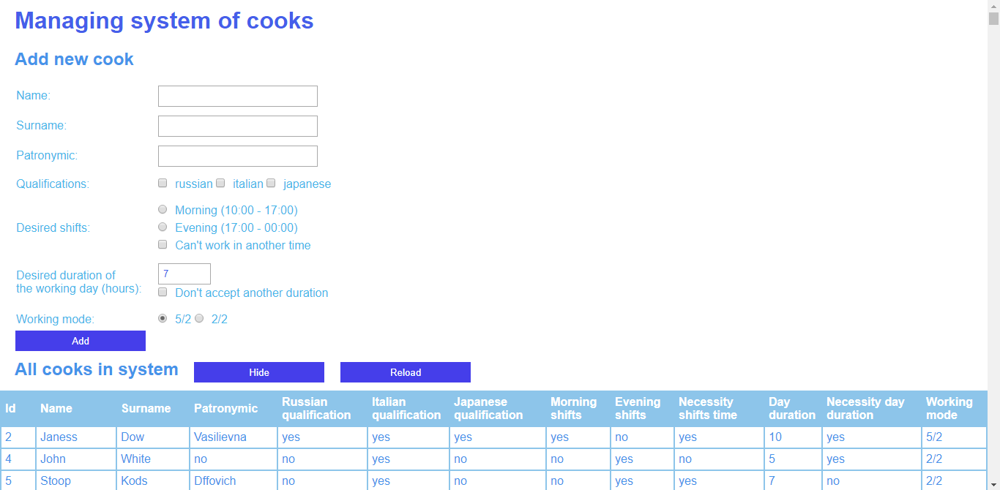 Managing system of cooks
Add new cook
Name:
Surname:
Patronymic:
Qualifications: russian italian japanese
Morning (10:00 - 17:00)
Desired shifts: Evening (17:00 - 00:00)
Can't work in another time
Desired duration of
the working day (hours): 7
Don't accept another duration
Working mode: 5/2 2/2
Add
All cooks in system Hide Reload
Id Name Surname Patronymic Russian qualification Italian qualification Japanese qualification Morning shifts Evening shifts Necessity shifts time Day duration Necessity day duration Working mode
2 Janess Dow Vasilievna yes yes yes yes no yes 10 yes 5/2
4 John White no no yes no no yes no 5 yes 2/2
5 Stoop Kods Dffovich no yes no no yes yes 7 no 2/2